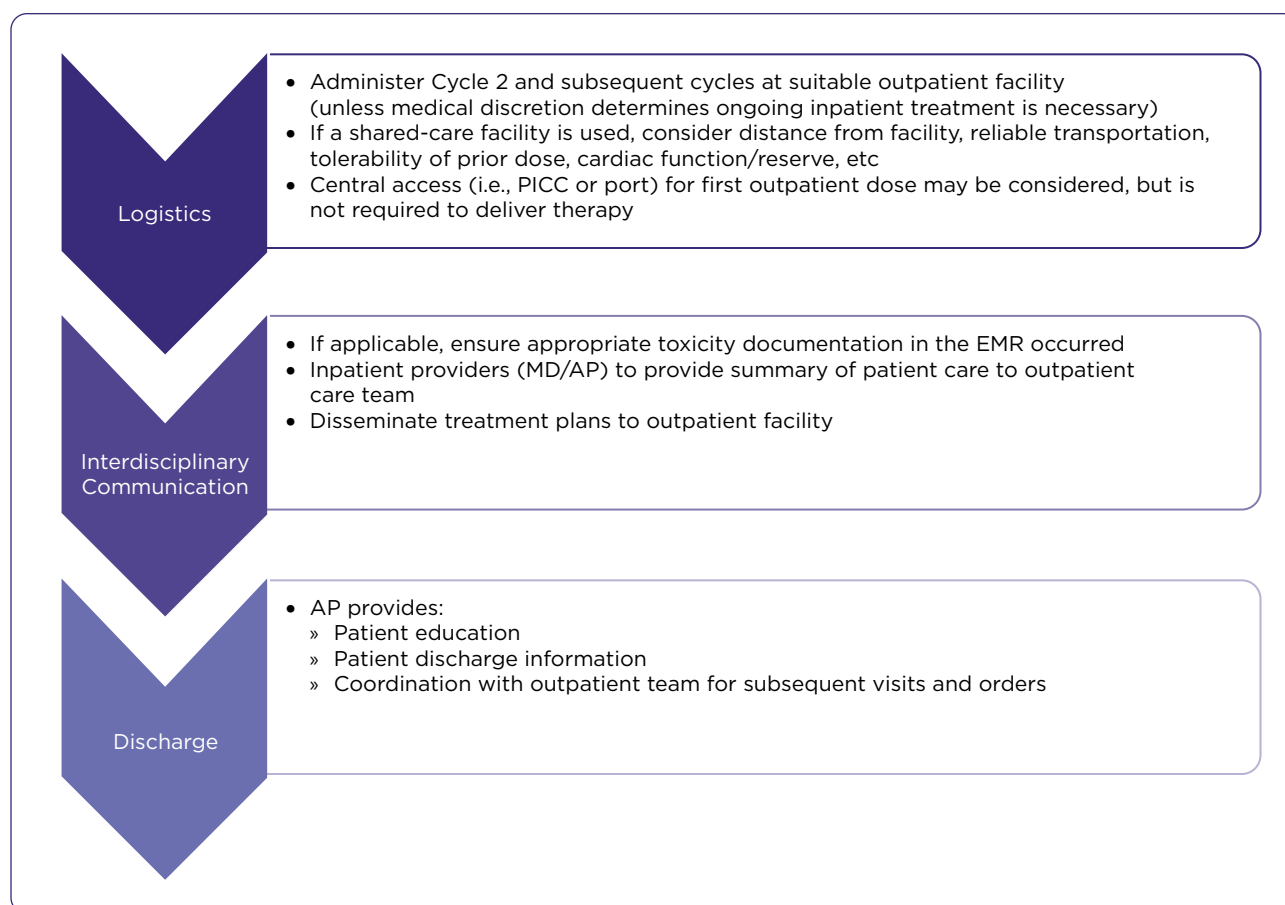 Logistics
• Administer Cycle 2 and subsequent cycles at suitable outpatient facility
(unless medical discretion determines ongoing inpatient treatment is necessary)
• If a shared-care facility is used, consider distance from facility, reliable transportation,
tolerability of prior dose, cardiac function/reserve, etc
• Central access (i.e., PICC or port) for first outpatient dose may be considered, but is
not required to deliver therapy
Interdisciplinary
Communication
• If applicable, ensure appropriate toxicity documentation in the EMR occurred
• Inpatient providers (MD/AP) to provide summary of patient care to outpatient
care team
• Disseminate treatment plans to outpatient facility
Discharge
• AP provides:
» Patient education
» Patient discharge information
» Coordination with outpatient team for subsequent visits and orders